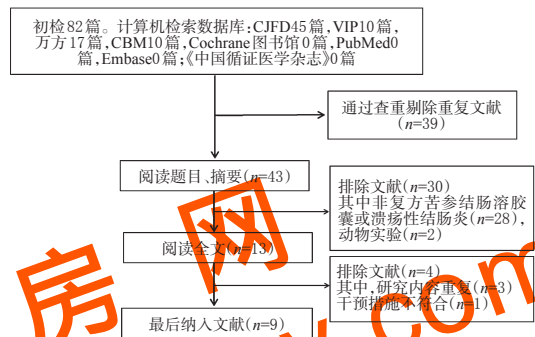 初检82篇。计算机检索数据库:CJFD45篇,VIP10篇,
万方17篇,CBM10篇,Cochrane图书馆0篇,PubMed0
篇,Embase0篇;《中国循证医学杂志》0篇
通过查重剔除重复文献
(n=39)
阅读题目、摘要(n=43)
排除文献(n=30)
其中非复方苦参结肠溶胶
囊或溃疡性结肠炎(n=28),
动物实验(n=2)
阅读全文(n=13)
排除文献(n=4)
其中,研究内容重复(n=3)
干预措施不符合(n=1)
最后纳入文献(n=9)
房 网
y.com